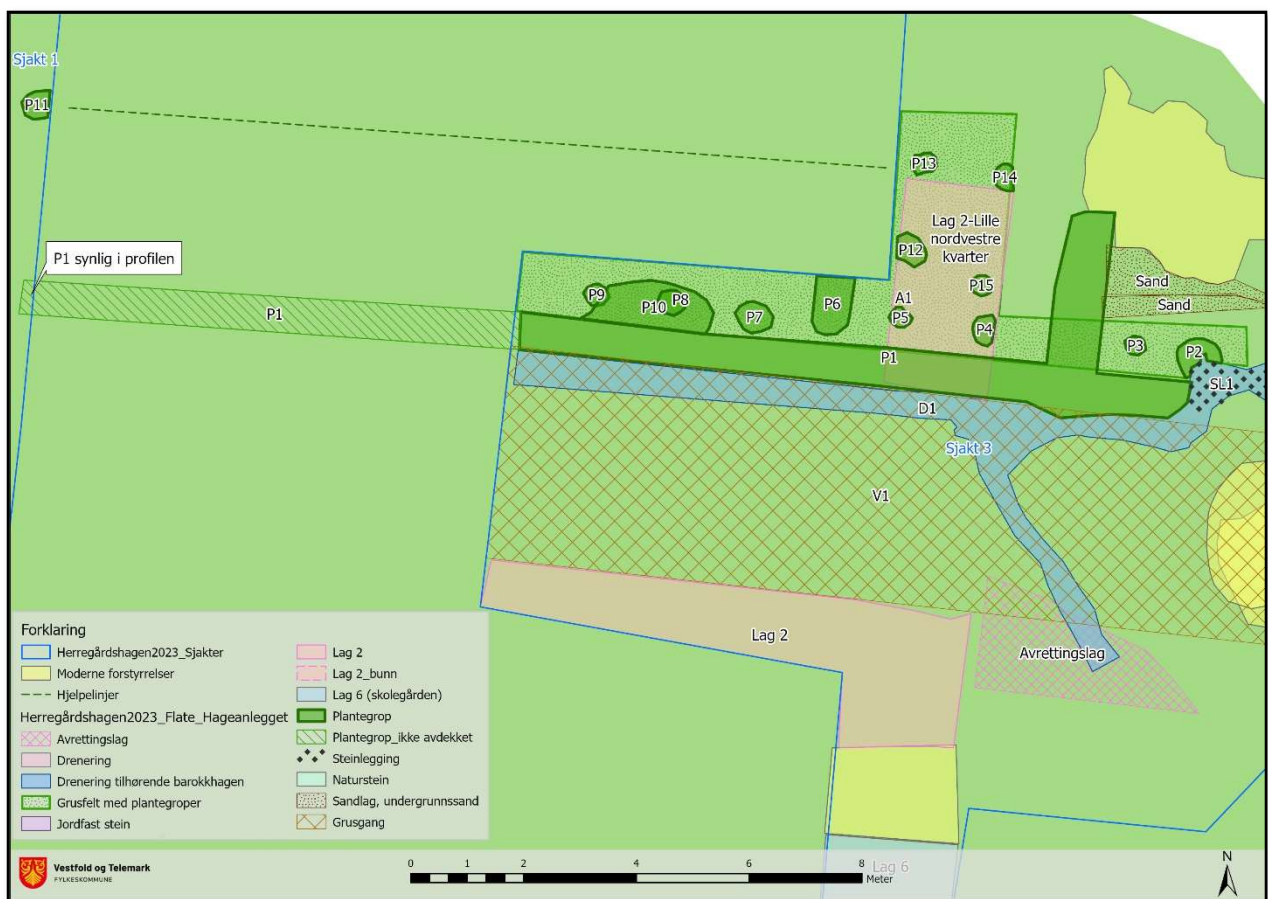 Sjakt 1
P11
P13
P14
Lag 2-Lille
nordvestre
kvarter
P12
P1 synlig i profilen
P15
Sand
Sand
A1
P9
P8
P10
P7
P6
P5
P4
P1
P3
P2
P1
SL1
D1
Sjakt 3
V1
Lag 2
Avrettingslag
Forklaring
Herregårdshagen2023_Sjakter
Moderne forstyrrelser
Hjelpelinjer
Herregårdshagen2023_Flate_Hageanlegget
Avrettingslag
Drenering
Drenering tilhørende barokkhagen
Grusfelt med plantegroper
Jordfast stein
Lag 2
Lag 2_bunn
Lag 6 (skolegården)
Plantegrop
Plantegrop_ikke avdekket
Steinlegging
Naturstein
Sandlag, undergrunnssand
Grusgang
Vestfold og Telemark
FYLKESKOMMUNE
0 1 2 4 6 8
Meter
Lag 6
N